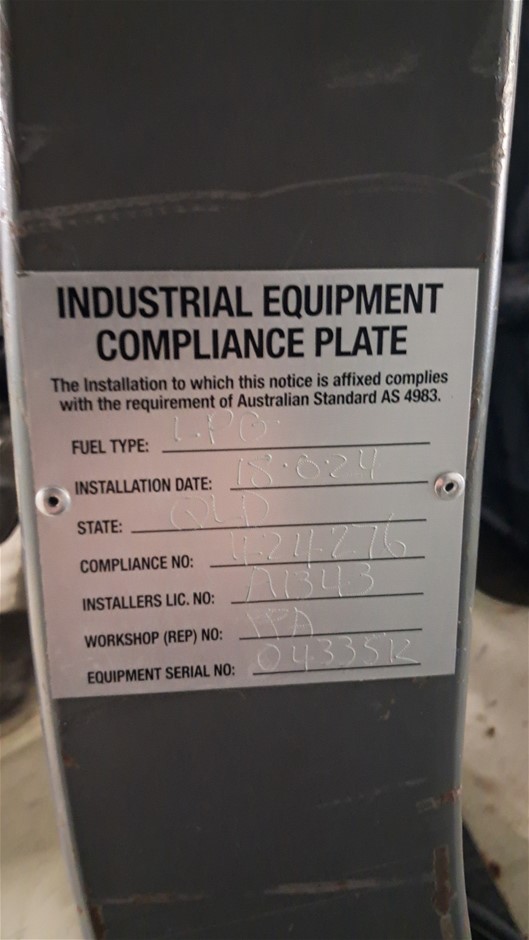 INDUSTRIAL EQUIPMENT
COMPLIANCE PLATE
The Installation to which this notice is affixed complies
with the requirement of Australian Standard AS 4983.
FUEL TYPE: LPG.
INSTALLATION DATE:
STATE: QLD
COMPLIANCE NO: 424276
INSTALLERS LIC. NO: A1343
WORKSHOP (REP) NO:
EQUIPMENT SERIAL NO: